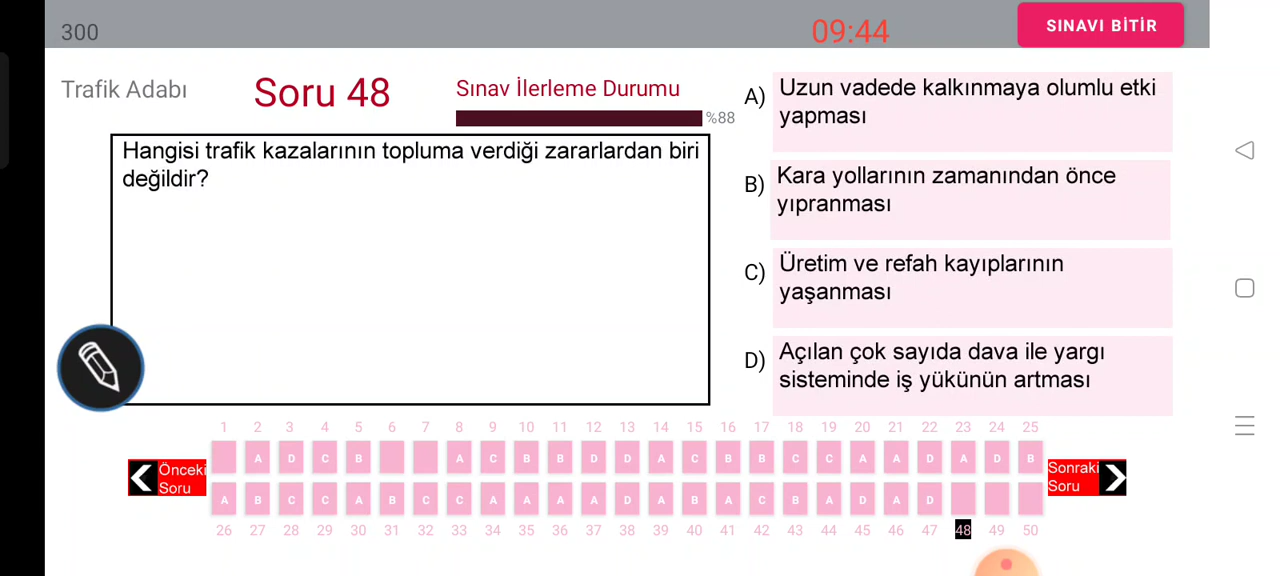 300
09:44
SINAVI BİTİR
Trafik Adabı
Soru 48
Sınav İlerleme Durumu
%88
Hangisi trafik kazalarının topluma verdiği zararlardan biri
değildir?
A) Uzun vadede kalkınmaya olumlu etki
yapması
B) Kara yollarının zamanından önce
yıpranması
C) Üretim ve refah kayıplarının
yaşanması
D) Açılan çok sayıda dava ile yargı
sisteminde iş yükünün artması
1 2 3 4 5 6 7 8 9 10 11 12 13 14 15 16 17 18 19 20 21 22 23 24 25
A D C B A C B B D D A C B B C C A A D A D B
Önceki
Soru
Sonraki
Soru
A B C C A B C C A A A A D A B A C B A D A D
26 27 28 29 30 31 32 33 34 35 36 37 38 39 40 41 42 43 44 45 46 47 48 49 50